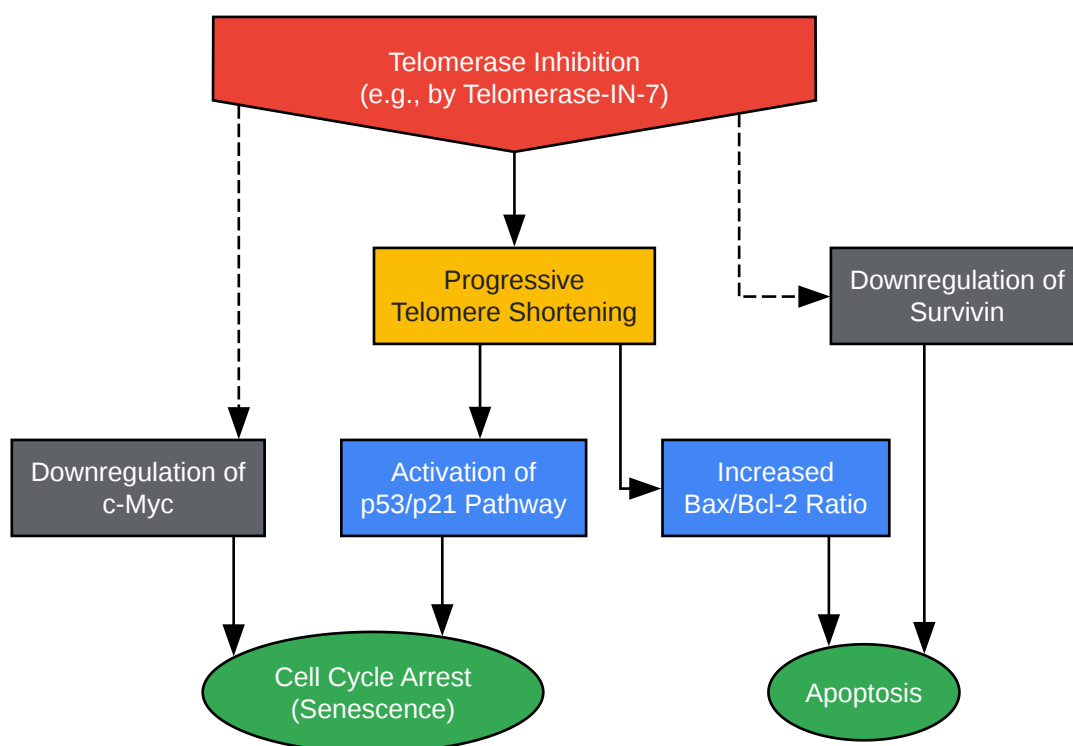 Telomerase Inhibition
(e.g., by Telomerase-IN-7)
Progressive
Telomere Shortening
Downregulation of
Survivin
Downregulation of
c-Myc
Activation of
p53/p21 Pathway
Increased
Bax/Bcl-2 Ratio
Cell Cycle Arrest
(Senescence)
Apoptosis